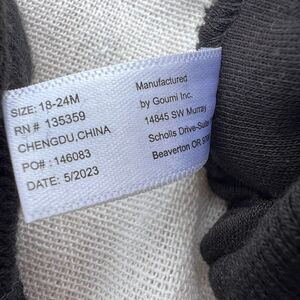 SIZE: 18-24M
RN # 135359
CHENGDU,CHINA
PO# : 146083
DATE: 5/2023
Manufactured
by Goumi Inc.
14845 SW Murray
Scholls Drive-Suite
Beaverton OR